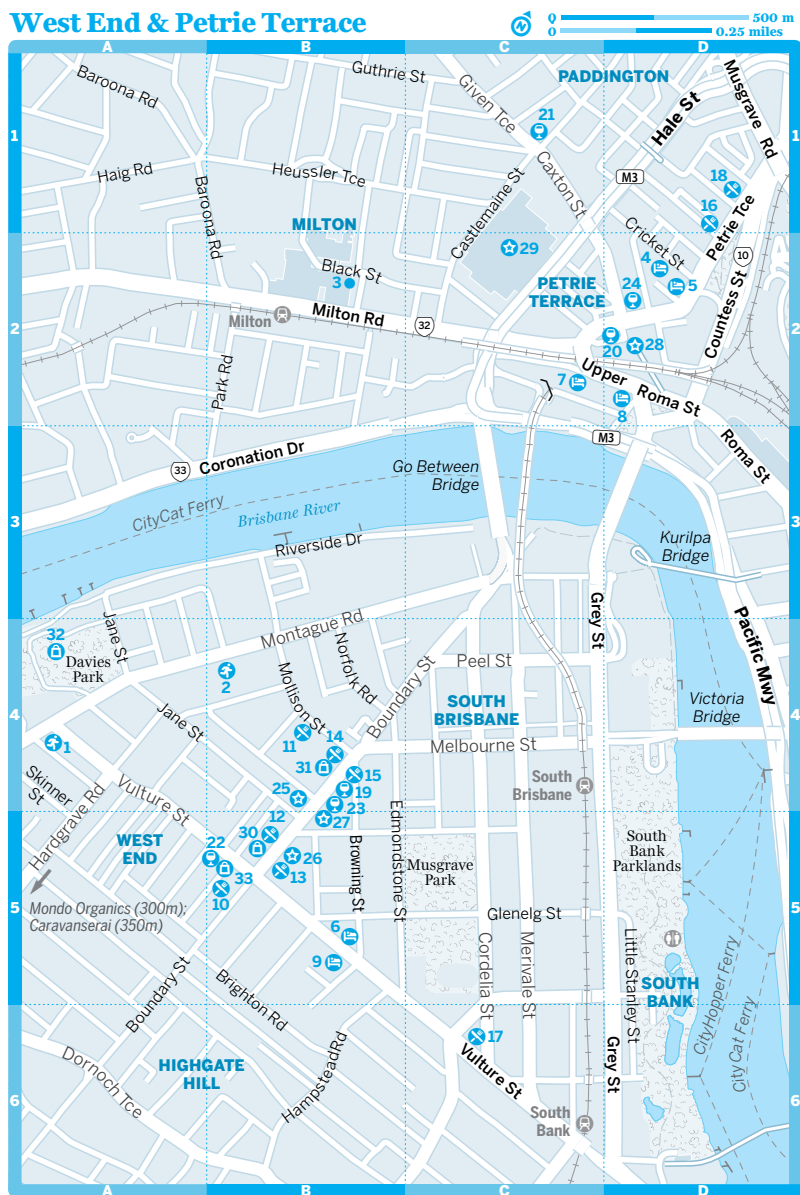 West End & Petrie Terrace
N
0 500 m
0 0.25 miles
A B C D
Baroona Rd
Guthrie St
Given Tce
PADDINGTON
Musgrave Rd
Hale St
21
1
1
Haig Rd
Heussler Tce
Baroona Rd
Castlemaine St
Caxton St
M3
18
16
Petrie Tce
MILTON
Cricket St
29
4
10
Black St
3
PETRIE
TERRACE
24
5
Countess St
2
2
Milton
Milton Rd
32
20
28
Park Rd
7
Upper Roma St
8
M3
Roma St
33
Coronation Dr
Go Between
Bridge
CityCat Ferry
Brisbane River
3
3
Riverside Dr
Kurilpa
Bridge
Grey St
Jane St
Montague Rd
Pacific Mwy
32
Davies
Park
Norfolk Rd
Boundary St
Peel St
2
Mollison St
SOUTH
BRISBANE
Victoria
Bridge
4
4
Jane St
11
14
Melbourne St
1
31
15
South
Brisbane
Skinner
St
Vulture St
25
19
23
Hardgrave Rd
12
27
Edmondstone St
WEST
END
30
22
26
Browning St
Musgrave
Park
South
Bank
Parklands
33
13
10
Mondo Organics (300m);
Caravanserai (350m)
5
5
Glenelg St
6
9
Cordelia St
Merivale St
Little Stanley St
SOUTH
BANK
CityHopper Ferry
Boundary St
Brighton Rd
City Cat Ferry
17
Vulture St
Grey St
HIGHGATE
HILL
Hampstead Rd
Dornoch Tce
6
6
South
Bank
A B C D